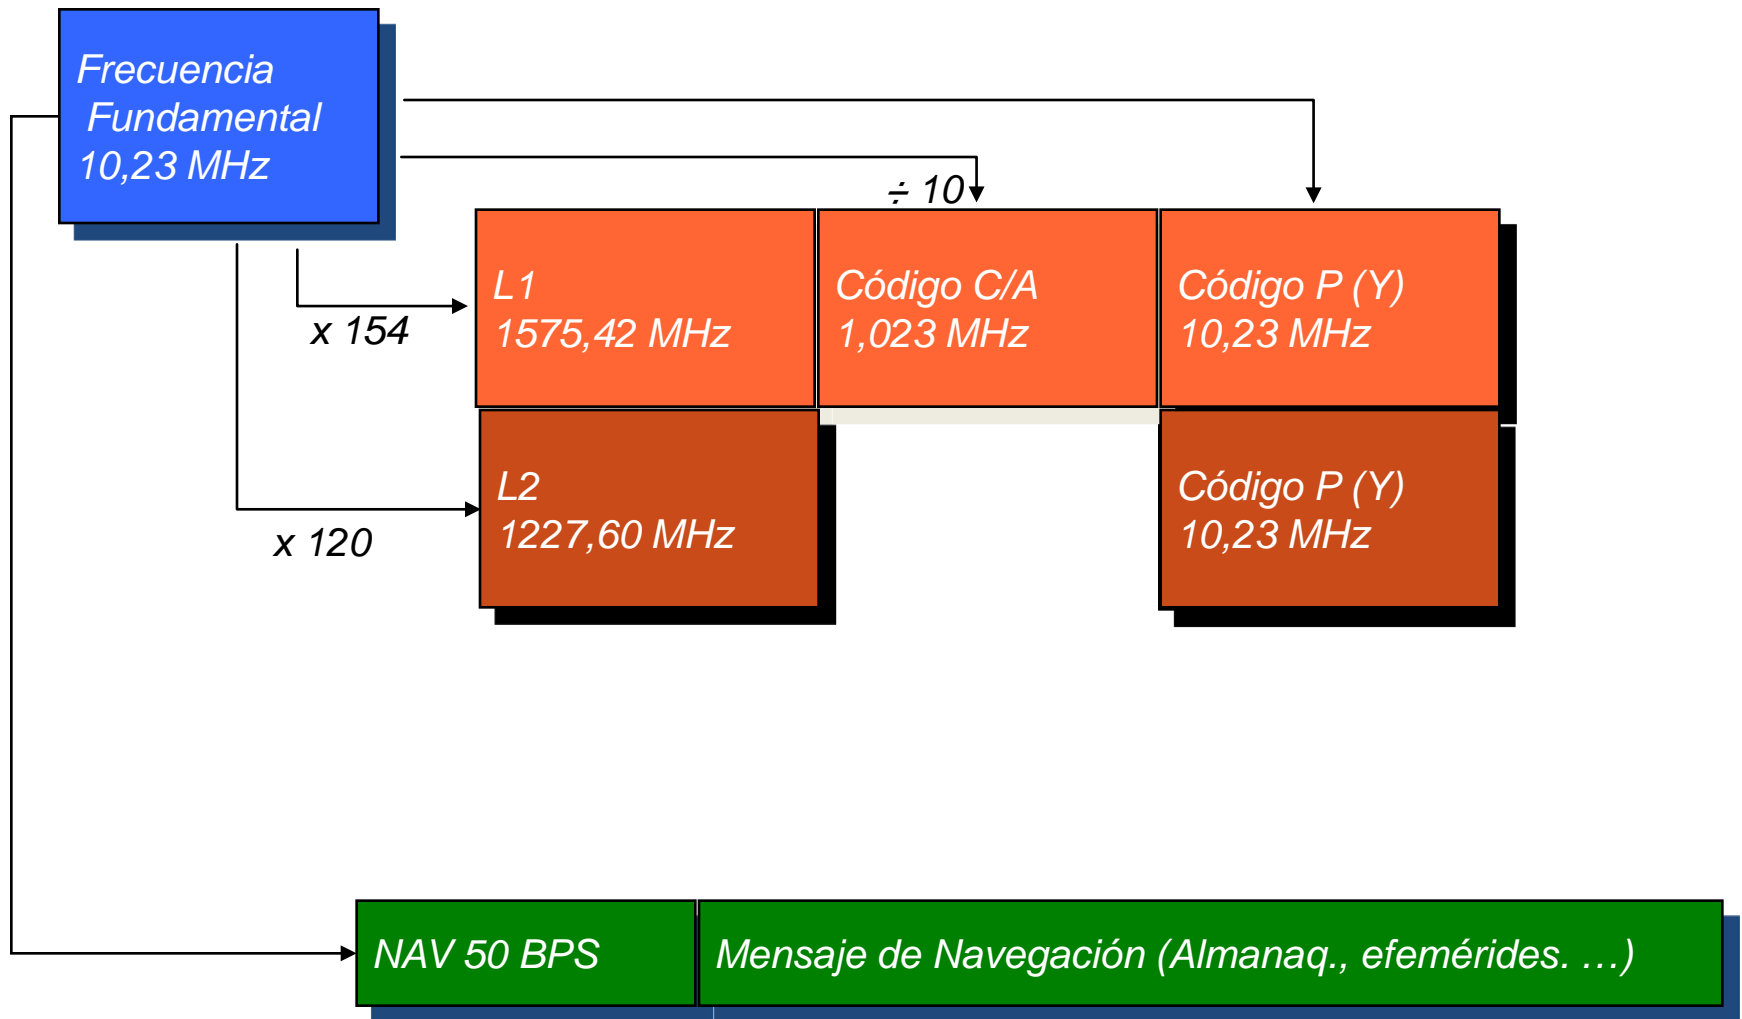 Frecuencia
Fundamental
10,23 MHz
÷ 10
L1
1575,42 MHz
Código C/A
1,023 MHz
Código P (Y)
10,23 MHz
x 154
L2
1227,60 MHz
Código P (Y)
10,23 MHz
x 120
NAV 50 BPS
Mensaje de Navegación (Almanaq., efemérides. …)